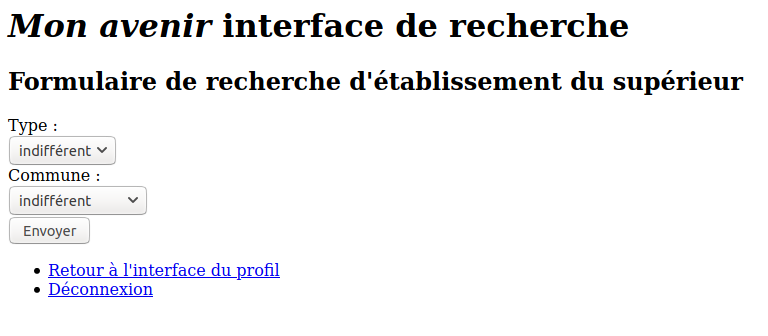 Mon avenir interface de recherche
Formulaire de recherche d'établissement du supérieur
Type :
indifférent
Commune :
indifférent
Envoyer
Retour à l'interface du profil
Déconnexion